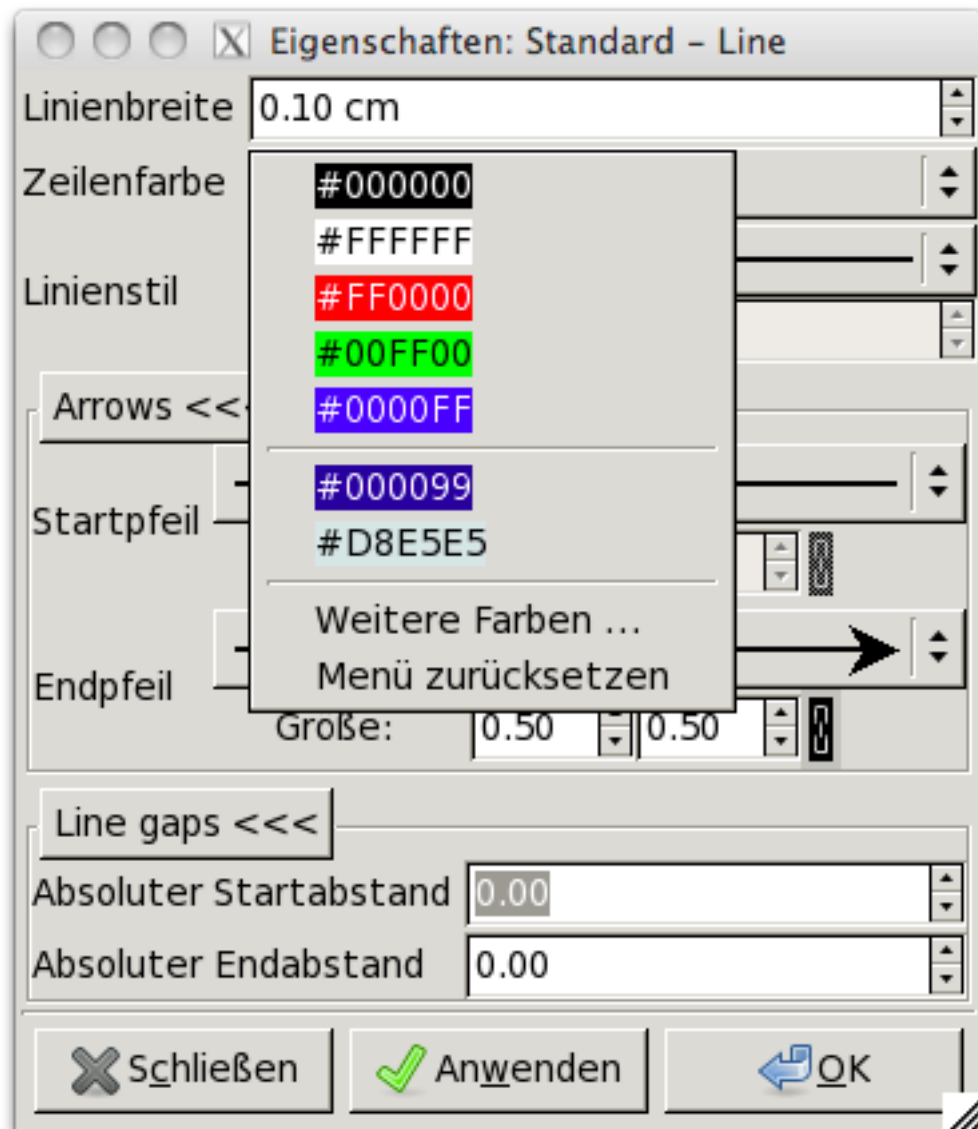 Eigenschaften: Standard – Line
Linienbreite 0.10 cm
Zeilenfarbe
#000000
#FFFFFF
#FF0000
Linienstil
#00FF00
#0000FF
Arrows <<
#000099
Startpfeil
#D8E5E5
Weitere Farben ...
Menü zurücksetzen
Endpfeil
Größe: 0.50 0.50
Line gaps <<<
Absoluter Startabstand 0.00
Absoluter Endabstand 0.00
Schließen Anwenden OK